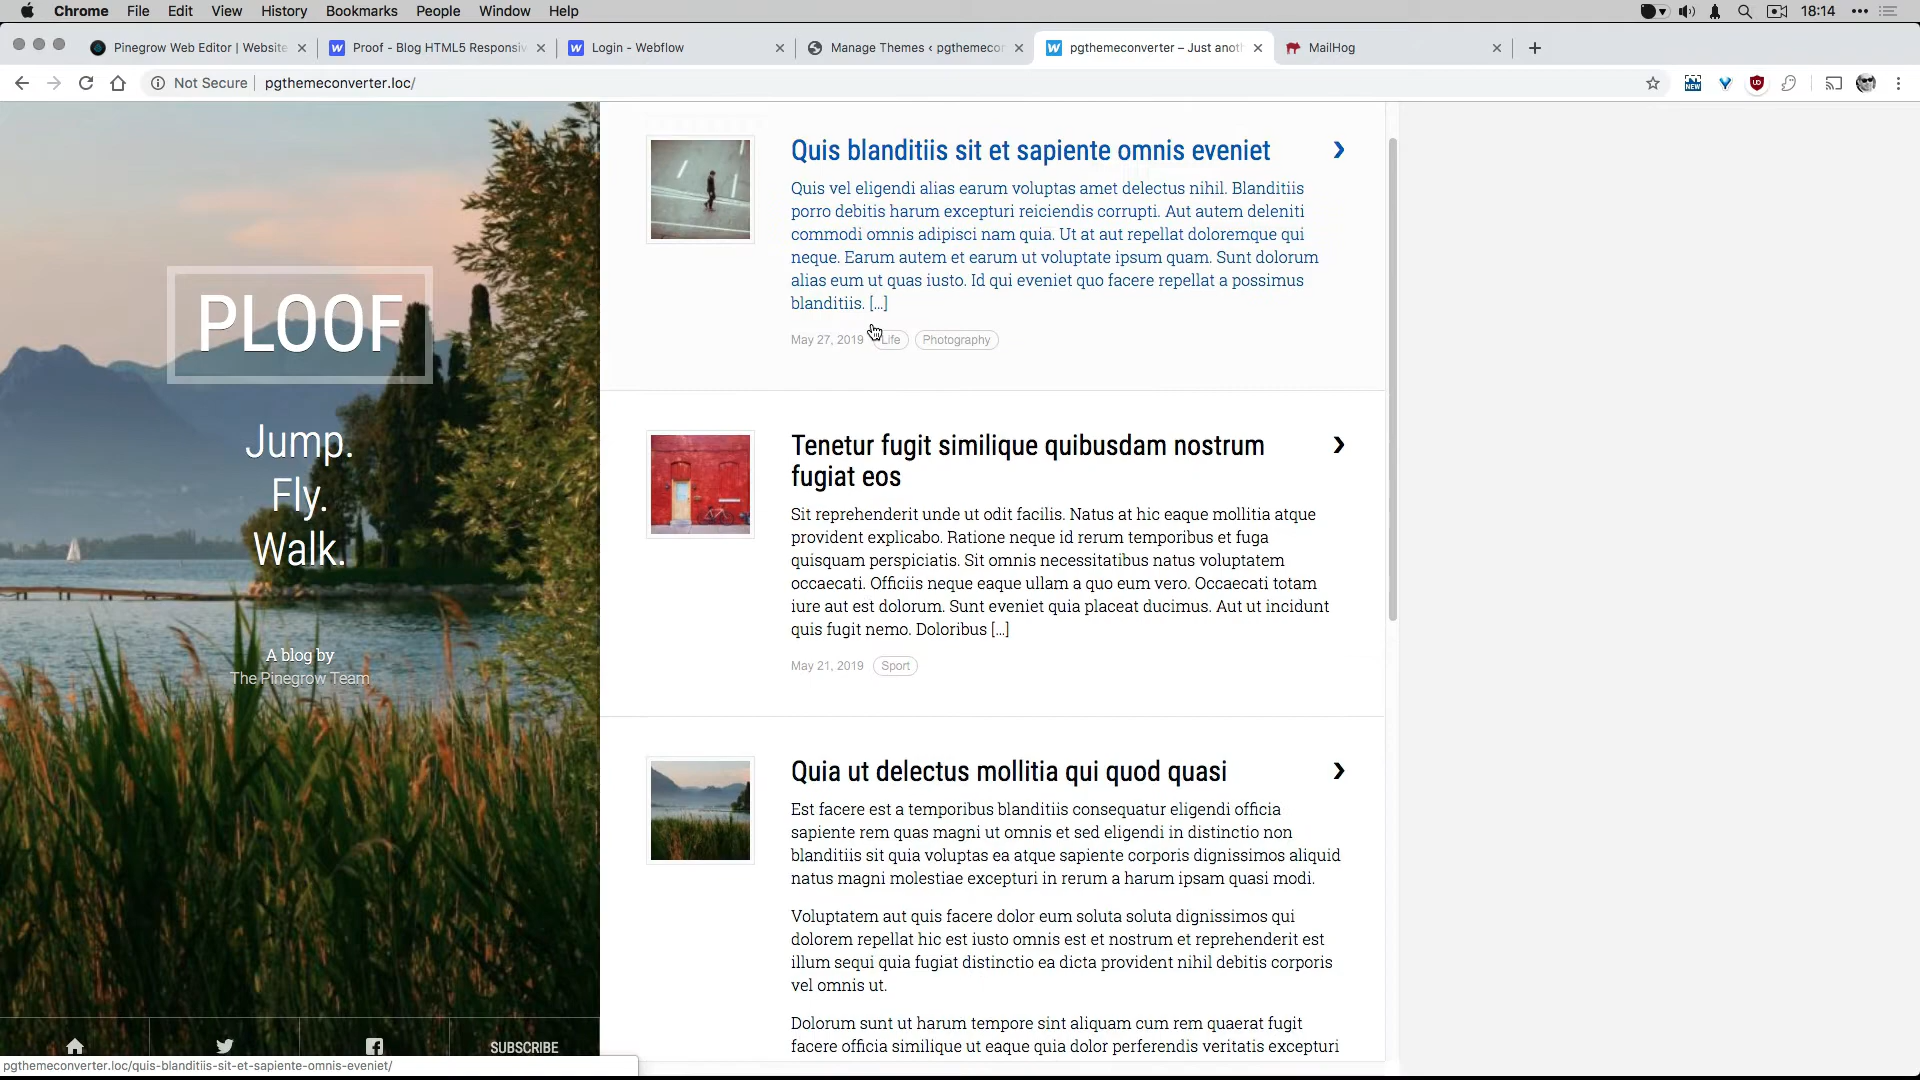 Chrome File Edit View History Bookmarks People Window Help 18:14
Pinegrow Web Editor | Website
Proof - Blog HTML5 Responsiv
Login - Webflow
Manage Themes ‹ pgthemecor
pgthemeconverter – Just anoth
MailHog
Not Secure pgthemeconverter.loc/
NEW
PLOOF
Jump.
Fly.
Walk.
A blog by
The Pinegrow Team
SUBSCRIBE
pgthemeconverter.loc/quis-blanditiis-sit-et-sapiente-omnis-eveniet/
Quis blanditiis sit et sapiente omnis eveniet
Quis vel eligendi alias earum voluptas amet delectus nihil. Blanditiis
porro debitis harum excepturi reiciendis corrupti. Aut autem deleniti
commodi omnis adipisci nam quia. Ut at aut repellat doloremque qui
neque. Earum autem et earum ut voluptate ipsum quam. Sunt dolorum
alias eum ut quas iusto. Id qui eveniet quo facere repellat a possimus
blanditiis. [...]
May 27, 2019 Life Photography
Tenetur fugit similique quibusdam nostrum
fugiat eos
Sit reprehenderit unde ut odit facilis. Natus at hic eaque mollitia atque
provident explicabo. Ratione neque id rerum temporibus et fuga
quisquam perspiciatis. Sit omnis necessitatibus natus voluptatem
occaecati. Officiis neque eaque ullam a quo eum vero. Occaecati totam
iure aut est dolorum. Sunt eveniet quia placeat ducimus. Aut ut incidunt
quis fugit nemo. Doloribus [...]
May 21, 2019 Sport
Quia ut delectus mollitia qui quod quasi
Est facere est a temporibus blanditiis consequatur eligendi officia
sapiente rem quas magni ut omnis et sed eligendi in distinctio non
blanditiis sit quia voluptas ea atque sapiente corporis dignissimos aliquid
natus magni molestiae excepturi in rerum a harum ipsam quasi modi.
Voluptatem aut quis facere dolor eum soluta soluta dignissimos qui
dolorem repellat hic est iusto omnis est et nostrum et reprehenderit est
illum sequi quia fugiat distinctio ea dicta provident nihil debitis corporis
vel omnis ut.
Dolorum sunt ut harum tempore sint aliquam cum rem quaerat fugit
facere officia similique ut eaque quia dolor perferendis veritatis excepturi